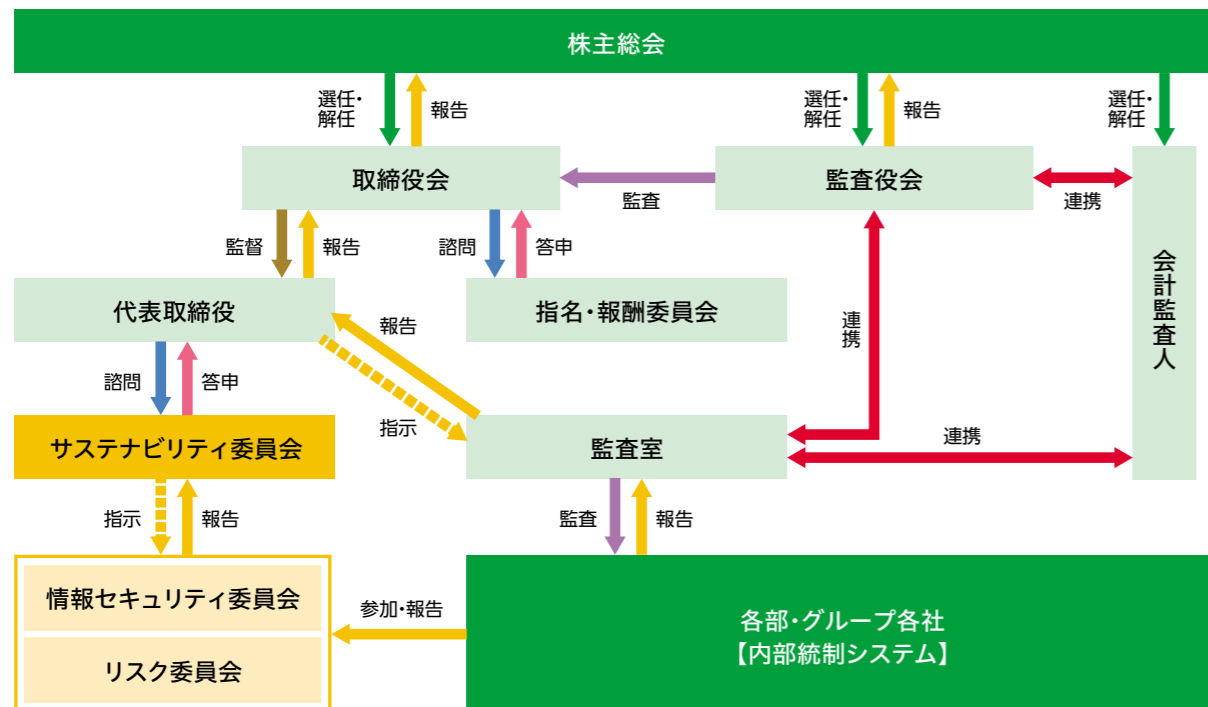 株主総会
選任・
解任
報告
選任・
解任
報告
選任・
解任
取締役会
監査
監査役会
連携
監督
報告
諮問
答申
会計監査人
代表取締役
指名・報酬委員会
報告
連携
諮問
答申
指示
サステナビリティ委員会
監査室
連携
指示
報告
監査
報告
情報セキュリティ委員会
リスク委員会
参加・報告
各部・グループ各社
【内部統制システム】